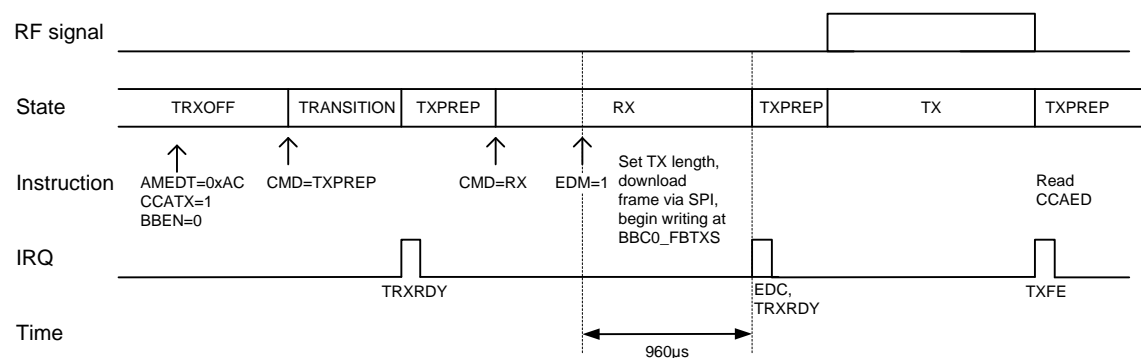 RF signal
State
TRXOFF
TRANSITION
TXPREP
RX
TXPREP
TX
TXPREP
Instruction
AMEDT=0xAC
CCATX=1
BBEN=0
CMD=TXPREP
CMD=RX
EDM=1
Set TX length,
download
frame via SPI,
begin writing at
BBC0_FBTXS
Read
CCAED
IRQ
TRXRDY
EDC,
TRXRDY
TXFE
Time
960µs